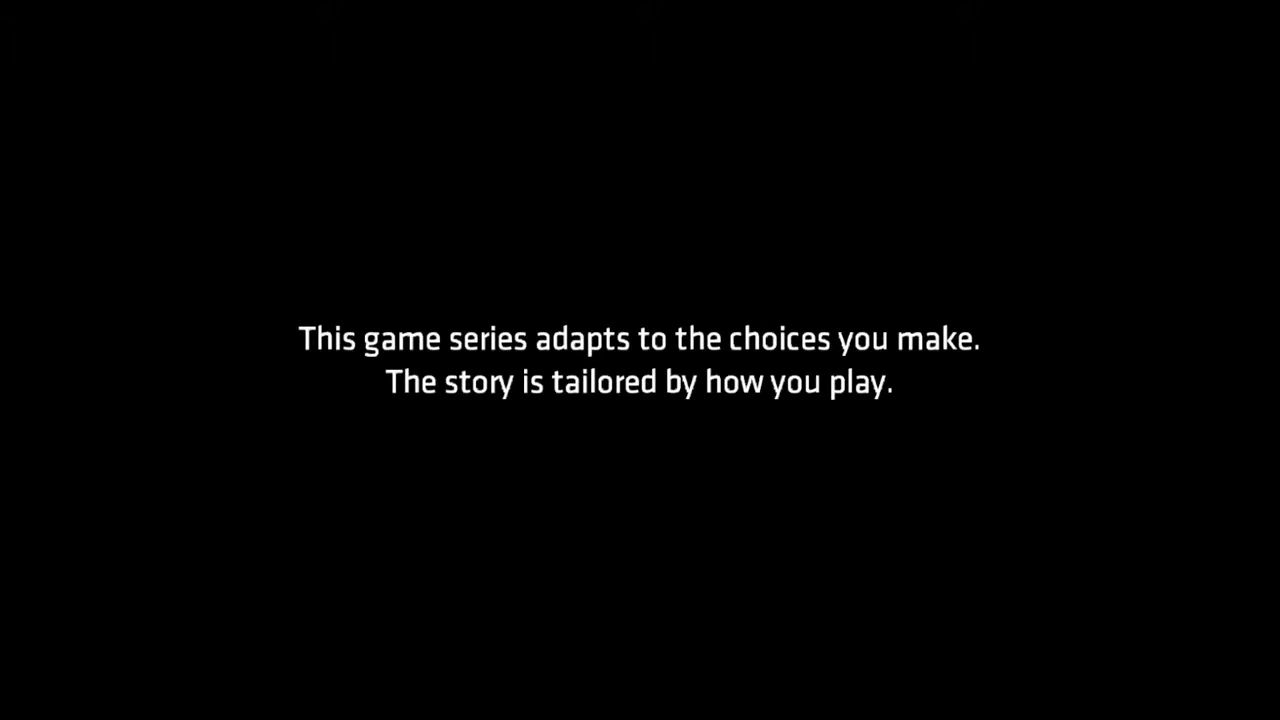 This game series adapts to the choices you make.
The story is tailored by how you play.